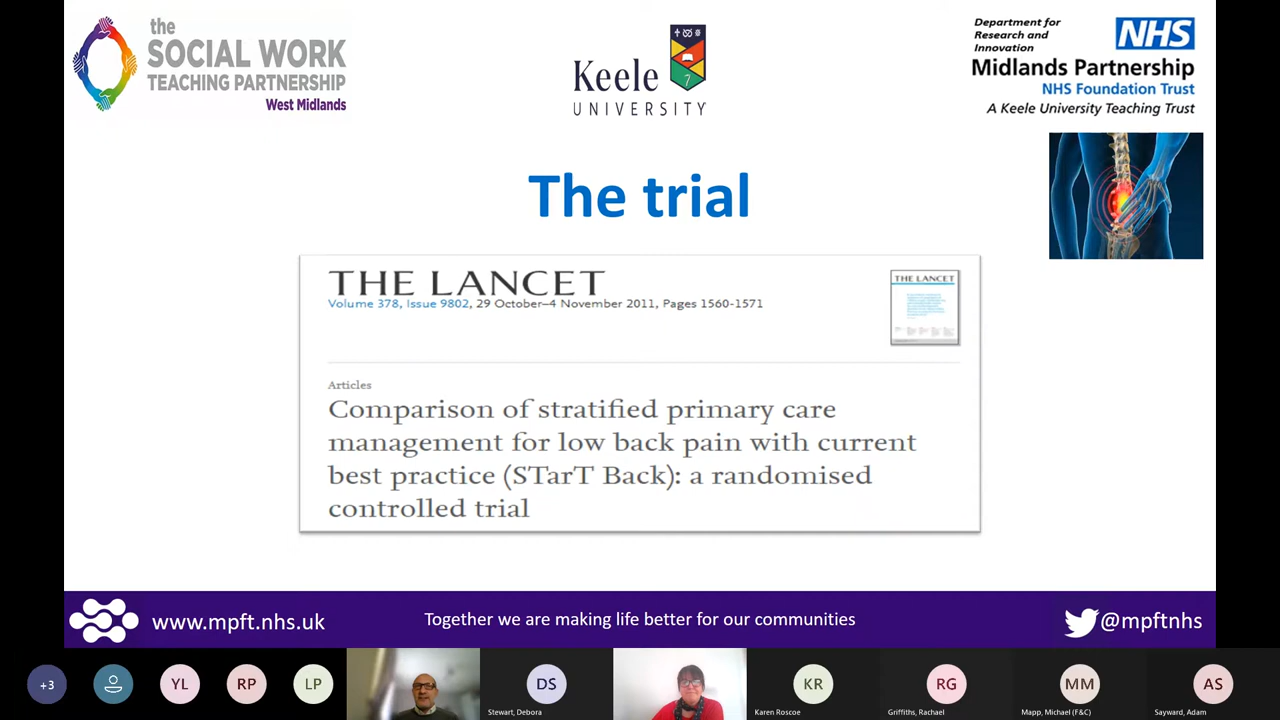 the
SOCIAL WORK
TEACHING PARTNERSHIP
West Midlands
Keele
UNIVERSITY
Department for
Research and
Innovation
NHS
Midlands Partnership
NHS Foundation Trust
A Keele University Teaching Trust
The trial
THE LANCET
Volume 378, Issue 9802, 29 October–4 November 2011, Pages 1560-1571
THE LANCET
Articles
Comparison of stratified primary care
management for low back pain with current
best practice (STarT Back): a randomised
controlled trial
www.mpft.nhs.uk
Together we are making life better for our communities
@mpftnhs
+3
YL
RP
LP
DS
KR
RG
MM
AS
Stewart, Debora
Karen Roscoe
Griffiths, Rachael
Mapp, Michael (F&C)
Sayward, Adam